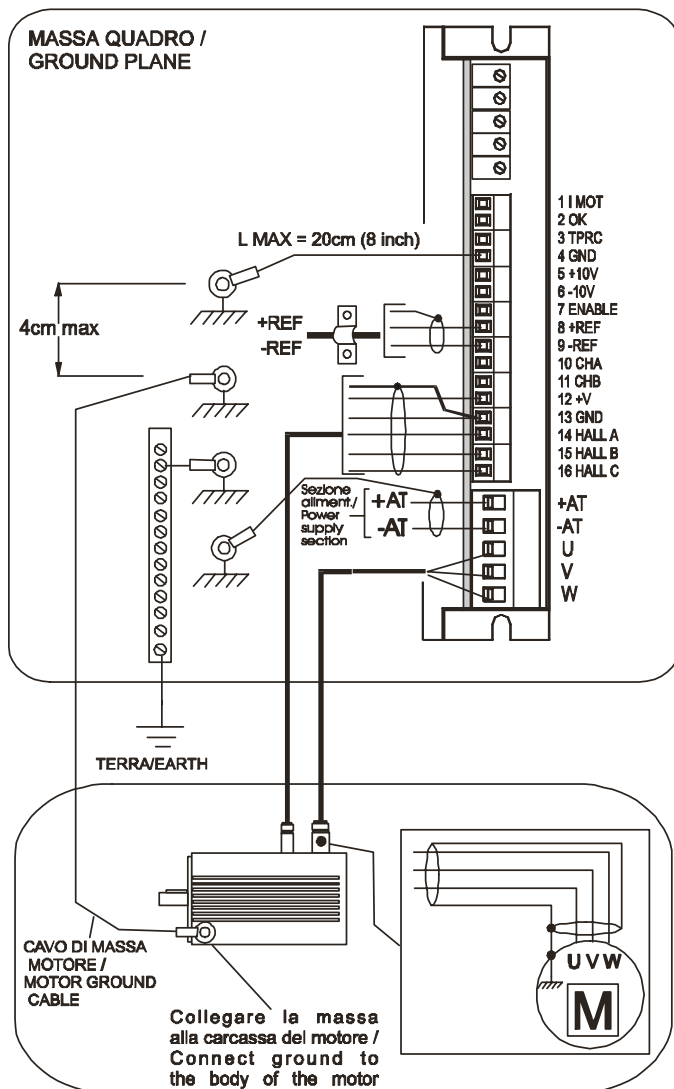 MASSA QUADRO /
GROUND PLANE
1 I MOT
2 OK
3 TPRC
4 GND
5 +10V
6 -10V
7 ENABLE
8 +REF
9 -REF
10 CHA
11 CHB
12 +V
13 GND
14 HALL A
15 HALL B
16 HALL C
L MAX = 20cm (8 inch)
4cm max
+REF
-REF
Sezione
aliment./
Power
supply
section
+AT
-AT
+AT
-AT
U
V
W
TERRA/EARTH
CAVO DI MASSA
MOTORE /
MOTOR GROUND
CABLE
U V W
M
Collegare la massa
alla carcassa del motore /
Connect ground to
the body of the motor